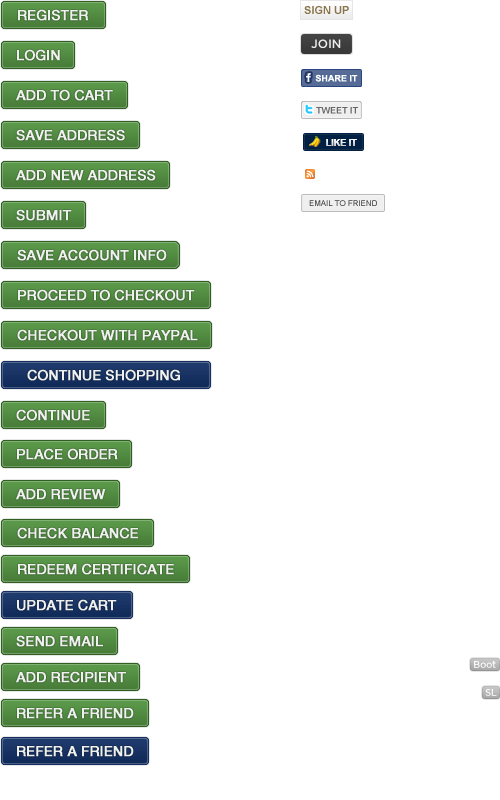 REGISTER
LOGIN
ADD TO CART
SAVE ADDRESS
ADD NEW ADDRESS
SUBMIT
SAVE ACCOUNT INFO
PROCEED TO CHECKOUT
CHECKOUT WITH PAYPAL
CONTINUE SHOPPING
CONTINUE
PLACE ORDER
ADD REVIEW
CHECK BALANCE
REDEEM CERTIFICATE
UPDATE CART
SEND EMAIL
ADD RECIPIENT
REFER A FRIEND
REFER A FRIEND
SIGN UP
JOIN
f SHARE IT
t TWEET IT
LIKE IT
EMAIL TO FRIEND
Boot
SL